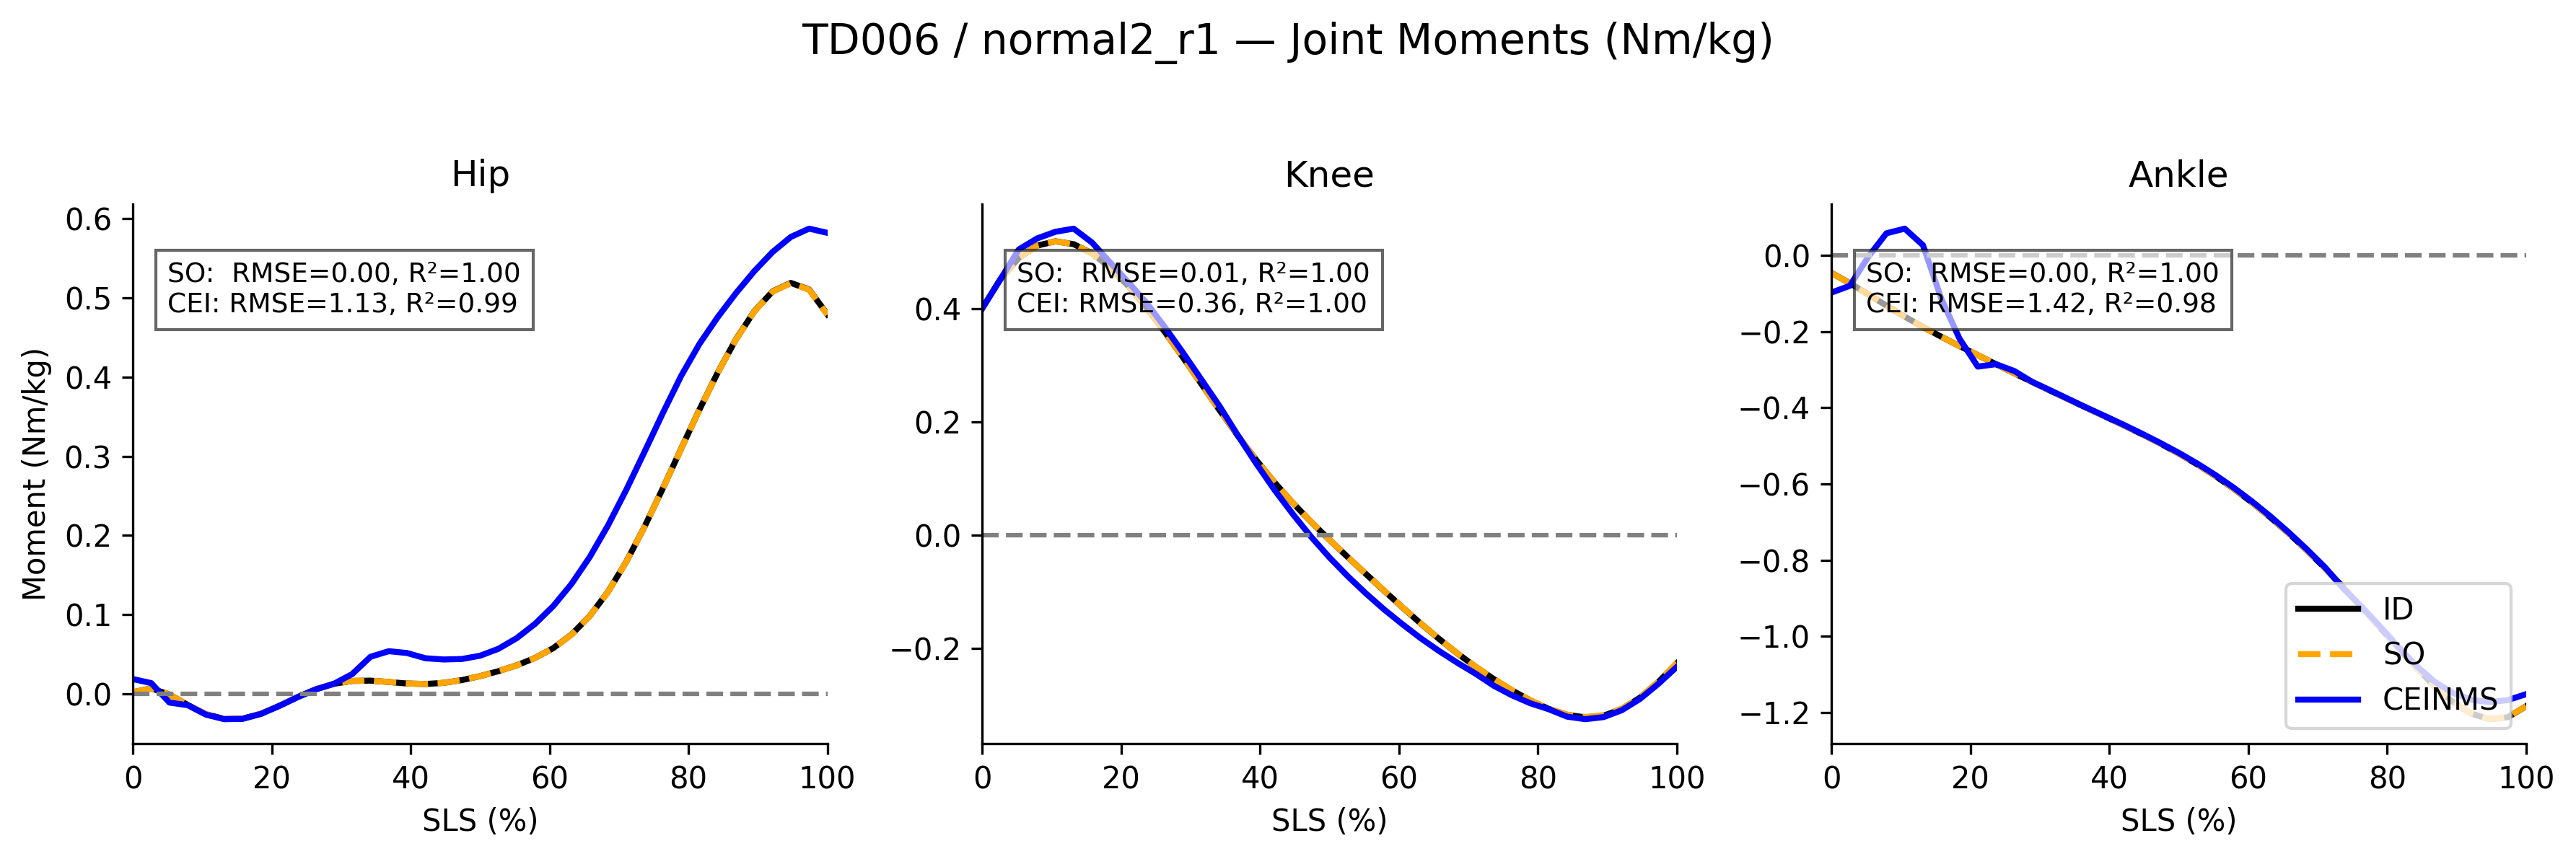 TD006 / normal2_r1 — Joint Moments (Nm/kg)
Hip
Moment (Nm/kg)
0.6
0.5
0.4
0.3
0.2
0.1
0.0
SO:  RMSE=0.00, R²=1.00
CEI: RMSE=1.13, R²=0.99
0 20 40 60 80 100
SLS (%)
Knee
0.4
0.2
0.0
−0.2
SO:  RMSE=0.01, R²=1.00
CEI: RMSE=0.36, R²=1.00
0 20 40 60 80 100
SLS (%)
Ankle
0.0
−0.2
−0.4
−0.6
−0.8
−1.0
−1.2
SO:  RMSE=0.00, R²=1.00
CEI: RMSE=1.42, R²=0.98
ID
SO
CEINMS
0 20 40 60 80 100
SLS (%)